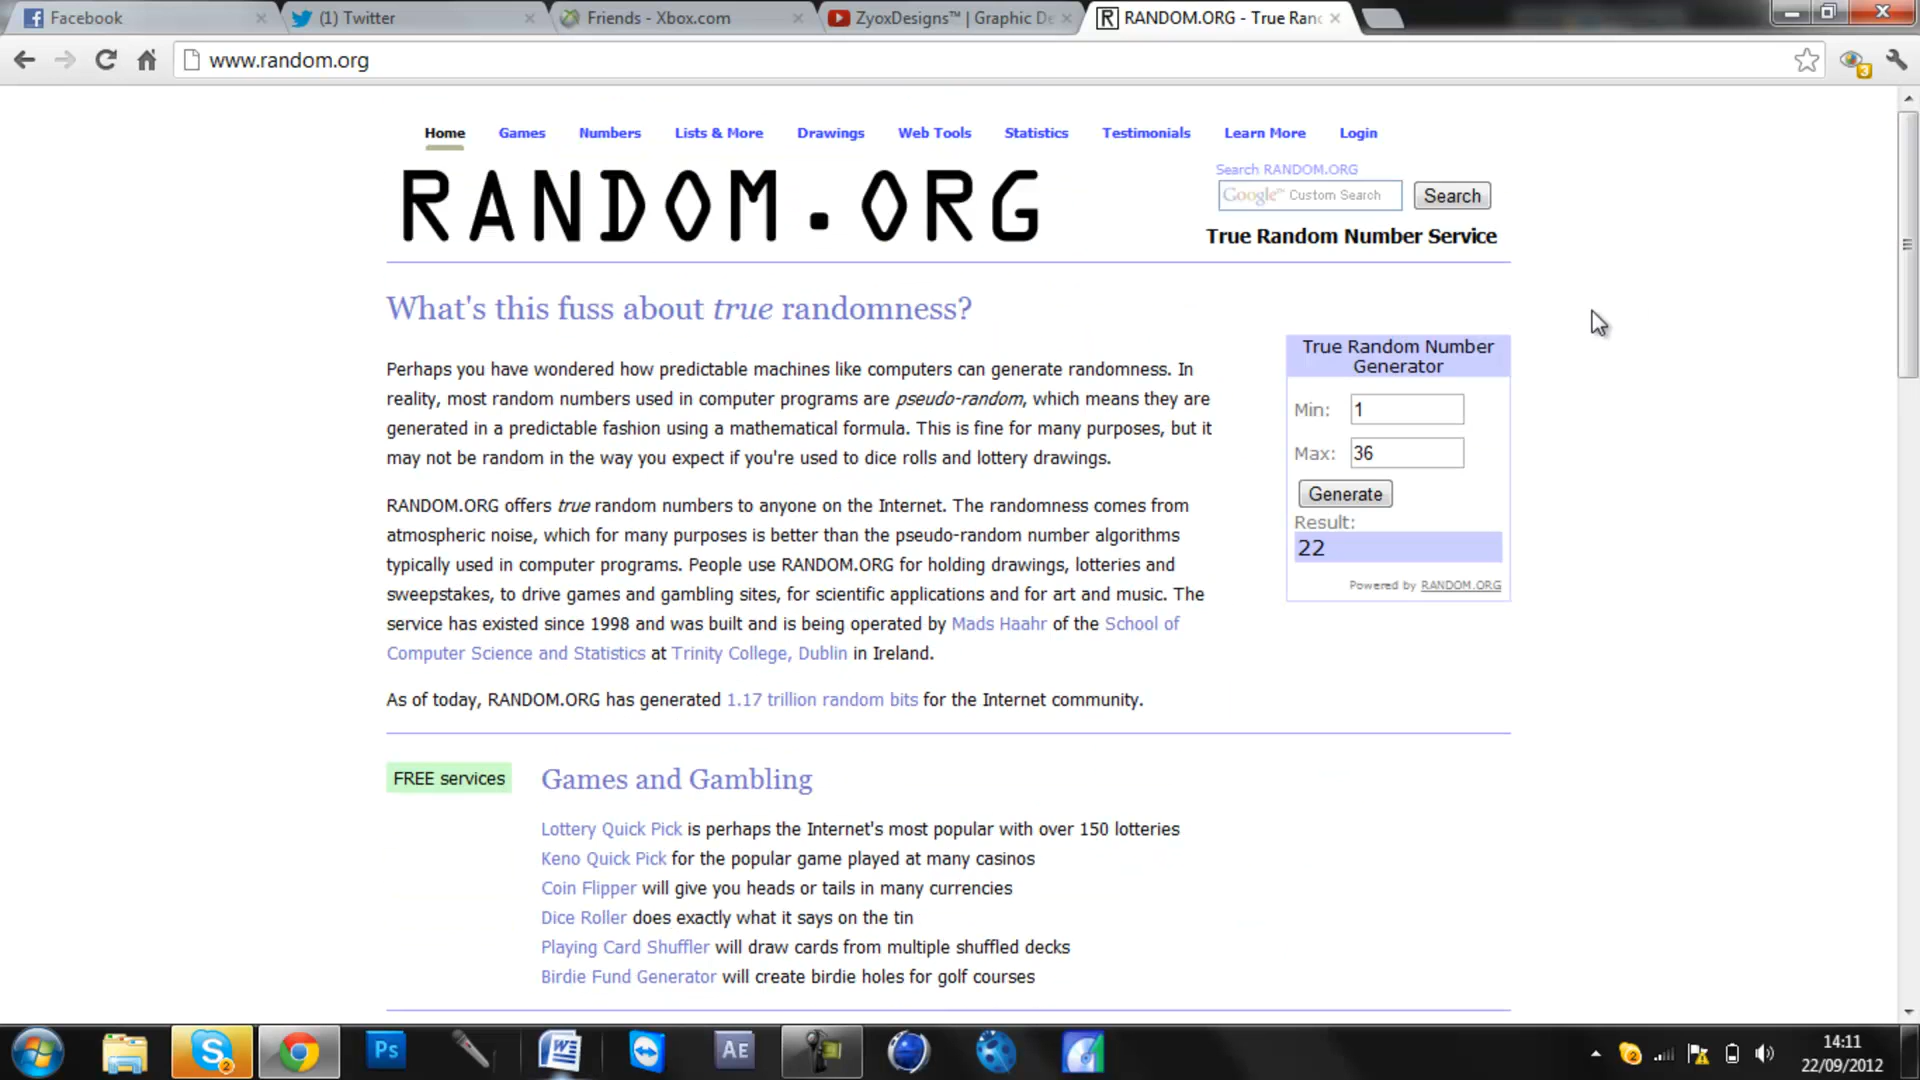 Facebook
(1) Twitter
Friends - Xbox.com
ZyoxDesigns™ | Graphic De
RANDOM.ORG - True Ran
www.random.org
3
Home Games Numbers Lists & More Drawings Web Tools Statistics Testimonials Learn More Login
RANDOM.ORG
Search RANDOM.ORG
Google™ Custom Search
Search
True Random Number Service
What's this fuss about true randomness?
Perhaps you have wondered how predictable machines like computers can generate randomness. In
reality, most random numbers used in computer programs are pseudo-random, which means they are
generated in a predictable fashion using a mathematical formula. This is fine for many purposes, but it
may not be random in the way you expect if you're used to dice rolls and lottery drawings.
RANDOM.ORG offers true random numbers to anyone on the Internet. The randomness comes from
atmospheric noise, which for many purposes is better than the pseudo-random number algorithms
typically used in computer programs. People use RANDOM.ORG for holding drawings, lotteries and
sweepstakes, to drive games and gambling sites, for scientific applications and for art and music. The
service has existed since 1998 and was built and is being operated by Mads Haahr of the School of
Computer Science and Statistics at Trinity College, Dublin in Ireland.
As of today, RANDOM.ORG has generated 1.17 trillion random bits for the Internet community.
True Random Number
Generator
Min: 1
Max: 36
Generate
Result:
22
Powered by RANDOM.ORG
FREE services
Games and Gambling
Lottery Quick Pick is perhaps the Internet's most popular with over 150 lotteries
Keno Quick Pick for the popular game played at many casinos
Coin Flipper will give you heads or tails in many currencies
Dice Roller does exactly what it says on the tin
Playing Card Shuffler will draw cards from multiple shuffled decks
Birdie Fund Generator will create birdie holes for golf courses
2
Ps
AE
2
14:11
22/09/2012